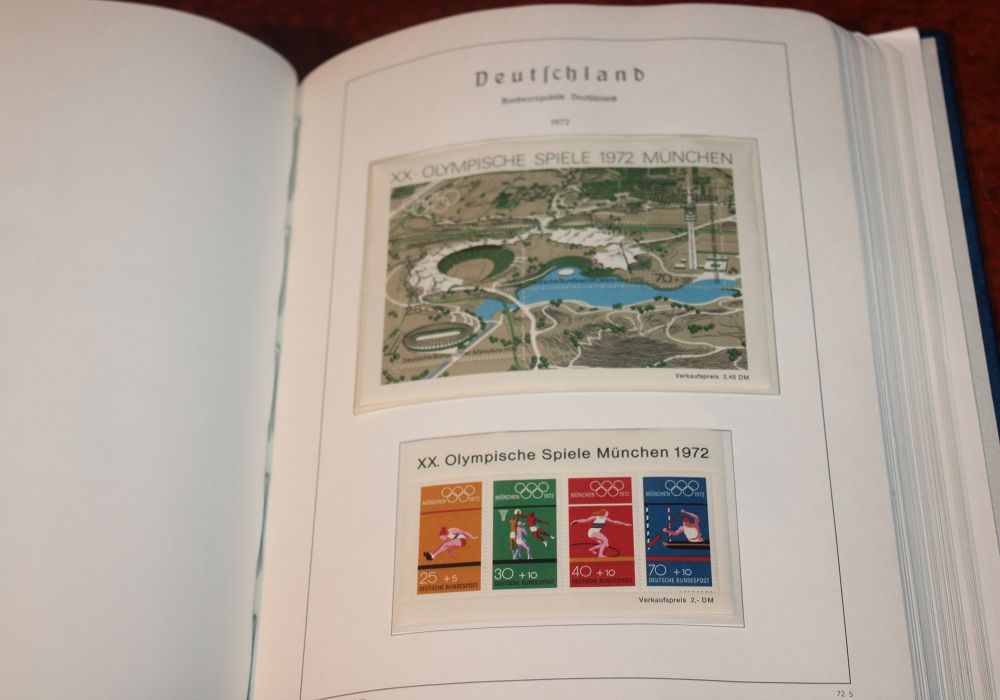 Deutſchland
Bundesrepublik Deutſchland
1972
XX. OLYMPISCHE SPIELE 1972 MÜNCHEN
40
70
25
Verkaufspreis 2,45 DM
XX. Olympische Spiele München 1972
MÜNCHEN 1972
25 + 5
DEUTSCHE BUNDESPOST
MÜNCHEN 1972
30 + 10
DEUTSCHE BUNDESPOST
MÜNCHEN 1972
40 + 10
DEUTSCHE BUNDESPOST
MÜNCHEN 1972
70 + 10
DEUTSCHE BUNDESPOST
Verkaufspreis 2,- DM
72 5